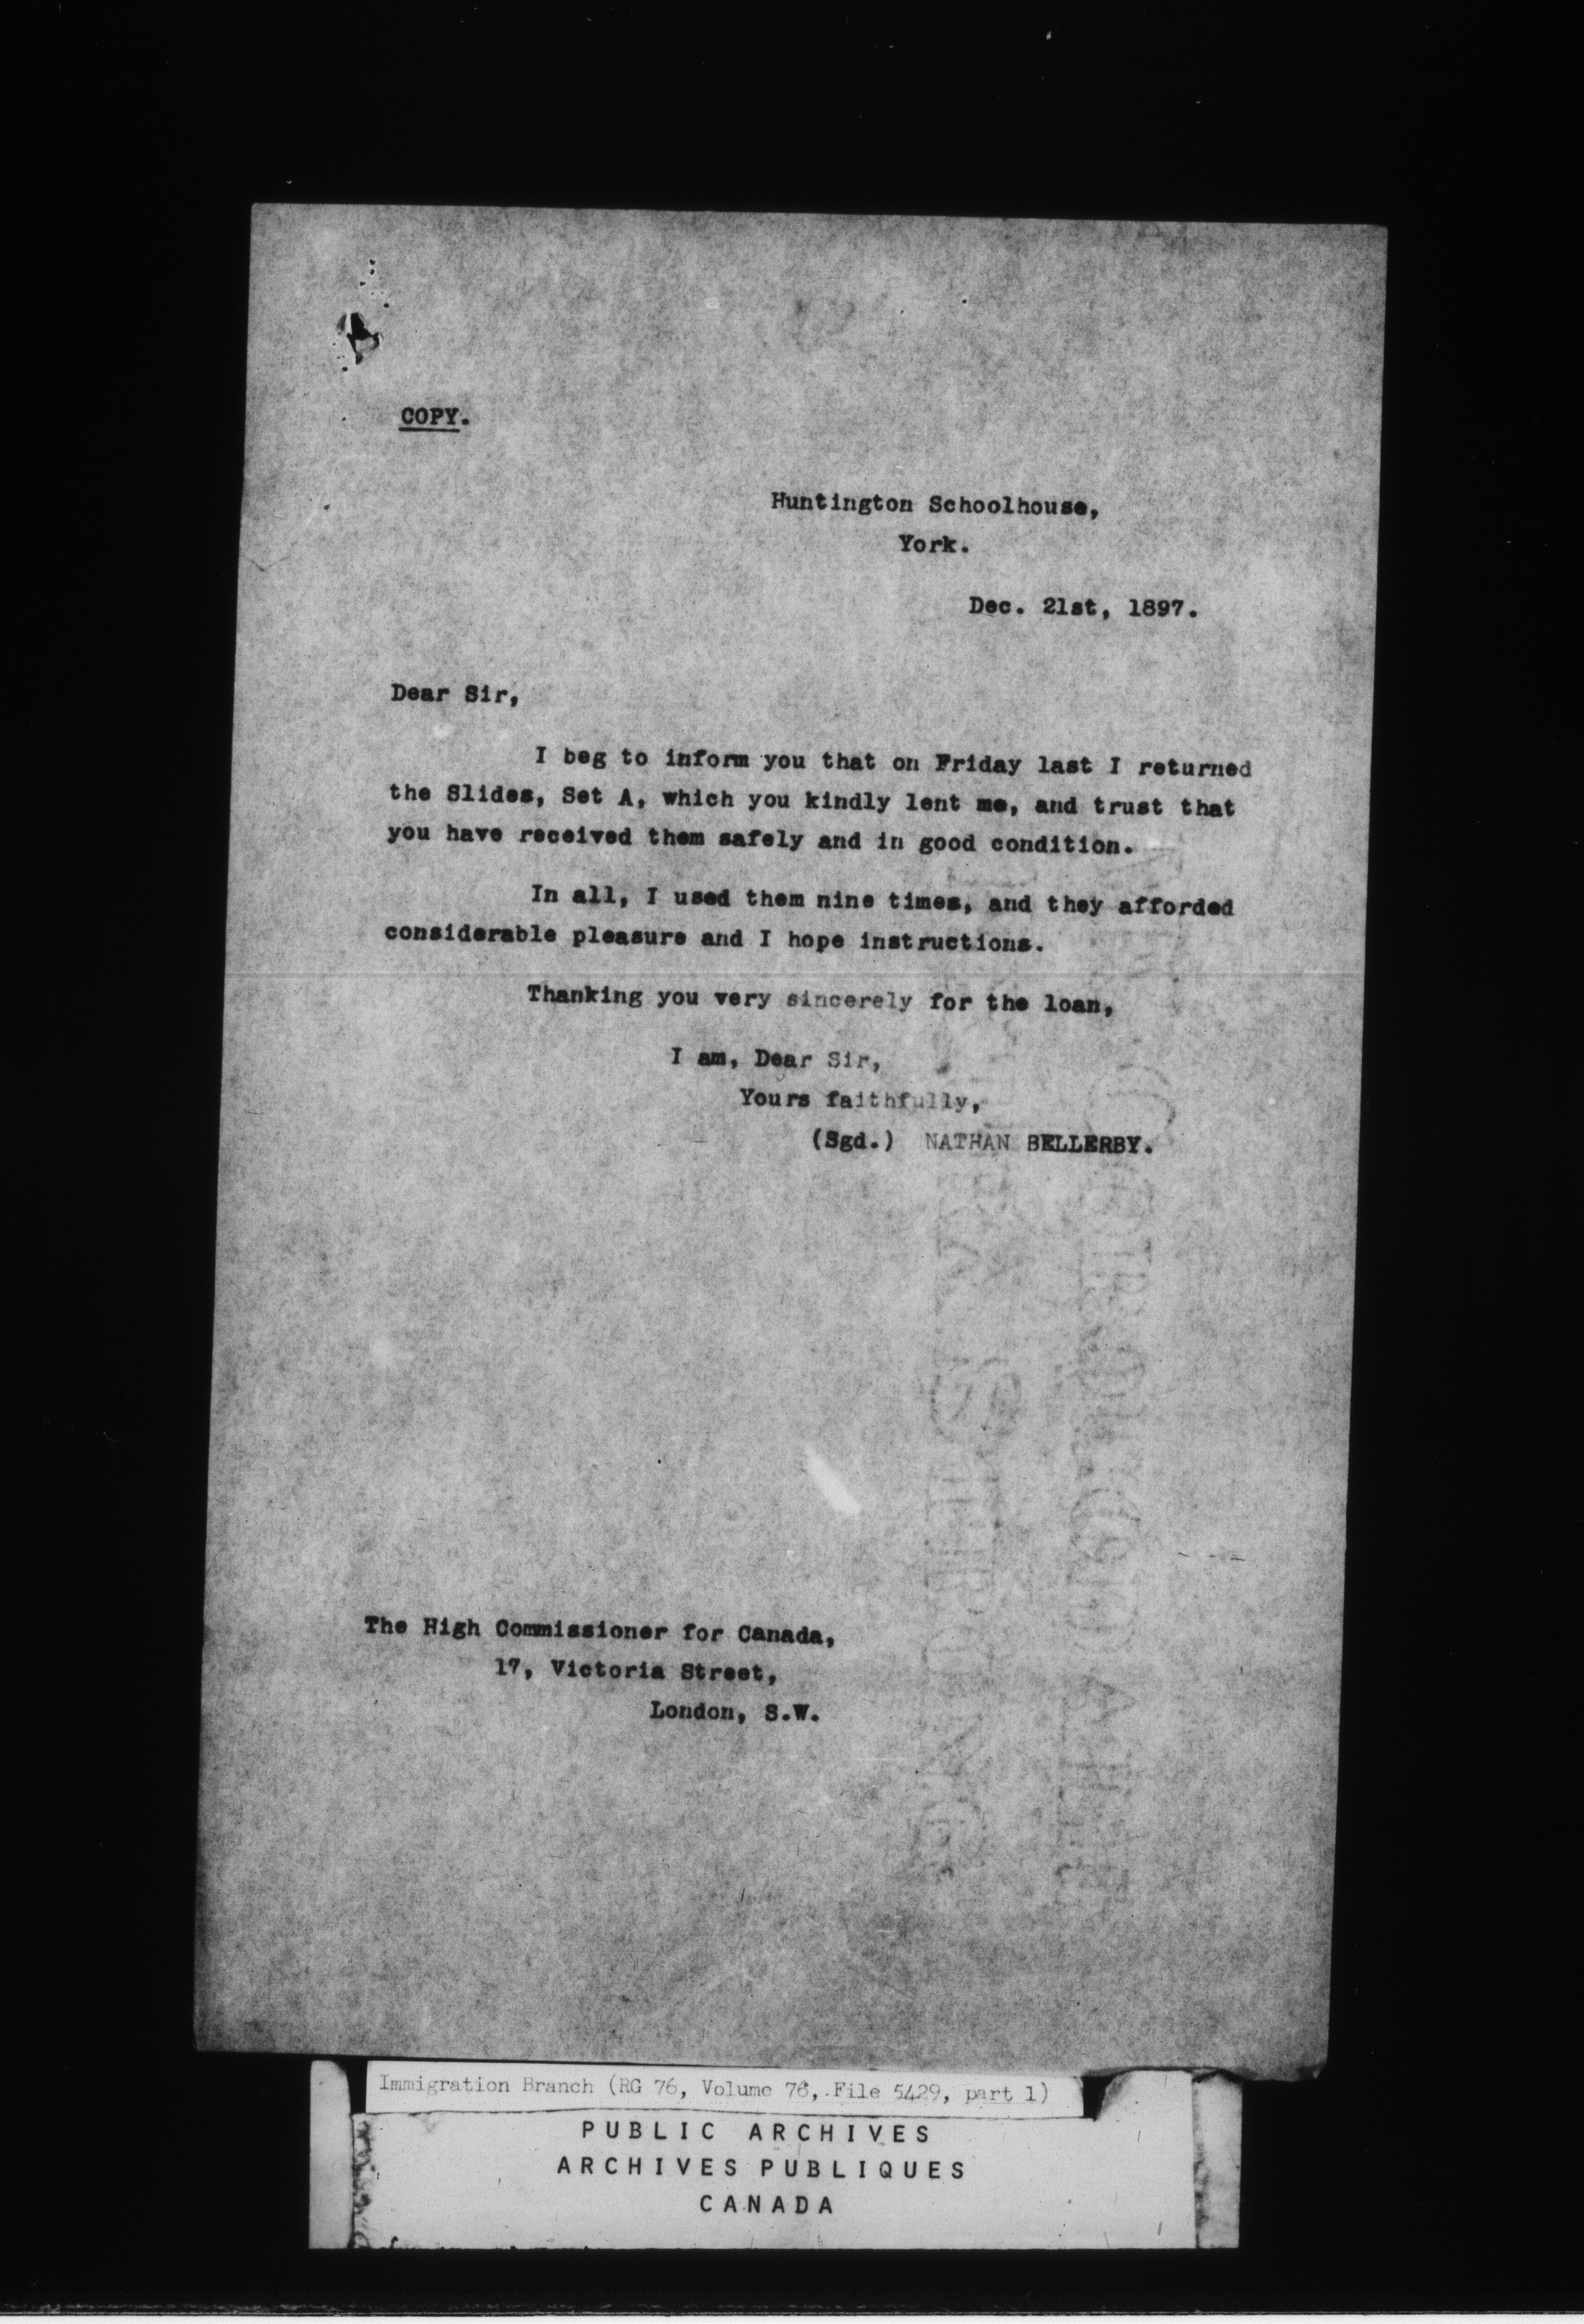 COPY.
Huntington Schoolhouse,
York.
Dec. 21st, 1897.
Dear Sir,
I beg to inform you that on Friday last I returned
the Slides, Set A, which you kindly lent me, and trust that
you have received them safely and in good condition.
In all, I used them nine times, and they afforded
considerable pleasure and I hope instructions.
Thanking you very sincerely for the loan,
I am, Dear Sir,
Yours faithfully,
(Sgd.) NATHAN BELLERBY.
The High Commissioner for Canada,
17, Victoria Street,
London, S.W.
Immigration Branch (RG 76, Volume 76, File 5429, part 1)
PUBLIC ARCHIVES
ARCHIVES PUBLIQUES
CANADA